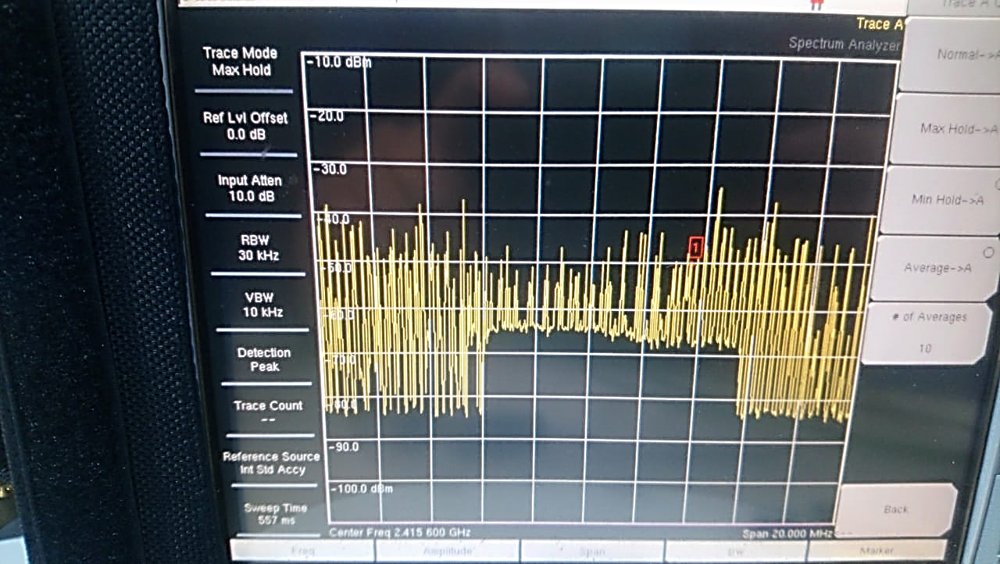 Trace A
Spectrum Analyzer
Trace Mode
Max Hold
Ref Lvl Offset
0.0 dB
Input Atten
10.0 dB
RBW
30 kHz
VBW
10 kHz
Detection
Peak
Trace Count
--
Reference Source
Int Std Accy
Sweep Time
557 ms
-10.0 dBm
-20.0
-30.0
-40.0
-50.0
-60.0
-70.0
-80.0
-90.0
-100.0 dBm
1
Center Freq 2.415 600 GHz
Span 20.000 MHz
Trace A
Normal->A
Max Hold->A
Min Hold->A
Average->A
# of Averages
10
Back
Freq
Amplitude
Span
BW
Marker